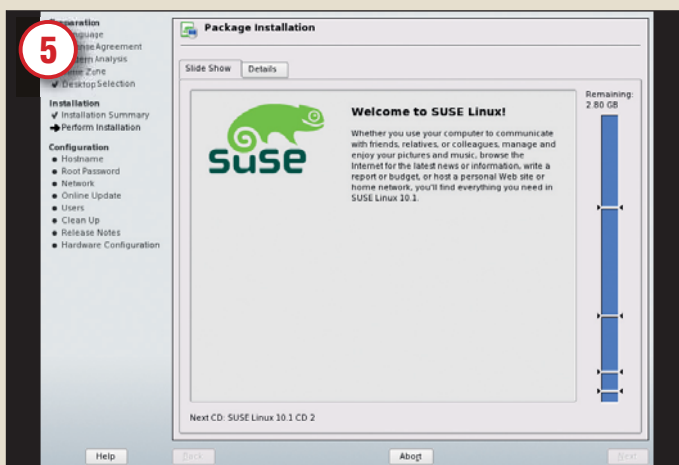 5
Preparation
Language
License Agreement
System Analysis
Time Zone
Desktop Selection
Installation
Installation Summary
Perform Installation
Configuration
Hostname
Root Password
Network
Online Update
Users
Clean Up
Release Notes
Hardware Configuration
Package Installation
Slide Show
Details
SUSE
Welcome to SUSE Linux!
Whether you use your computer to communicate
with friends, relatives, or colleagues, manage and
enjoy your pictures and music, browse the
Internet for the latest news or information, write a
report or budget, or host a personal Web site or
home network, you'll find everything you need in
SUSE Linux 10.1.
Remaining:
2.80 GB
Next CD: SUSE Linux 10.1 CD 2
Help
Back
Abort
Next